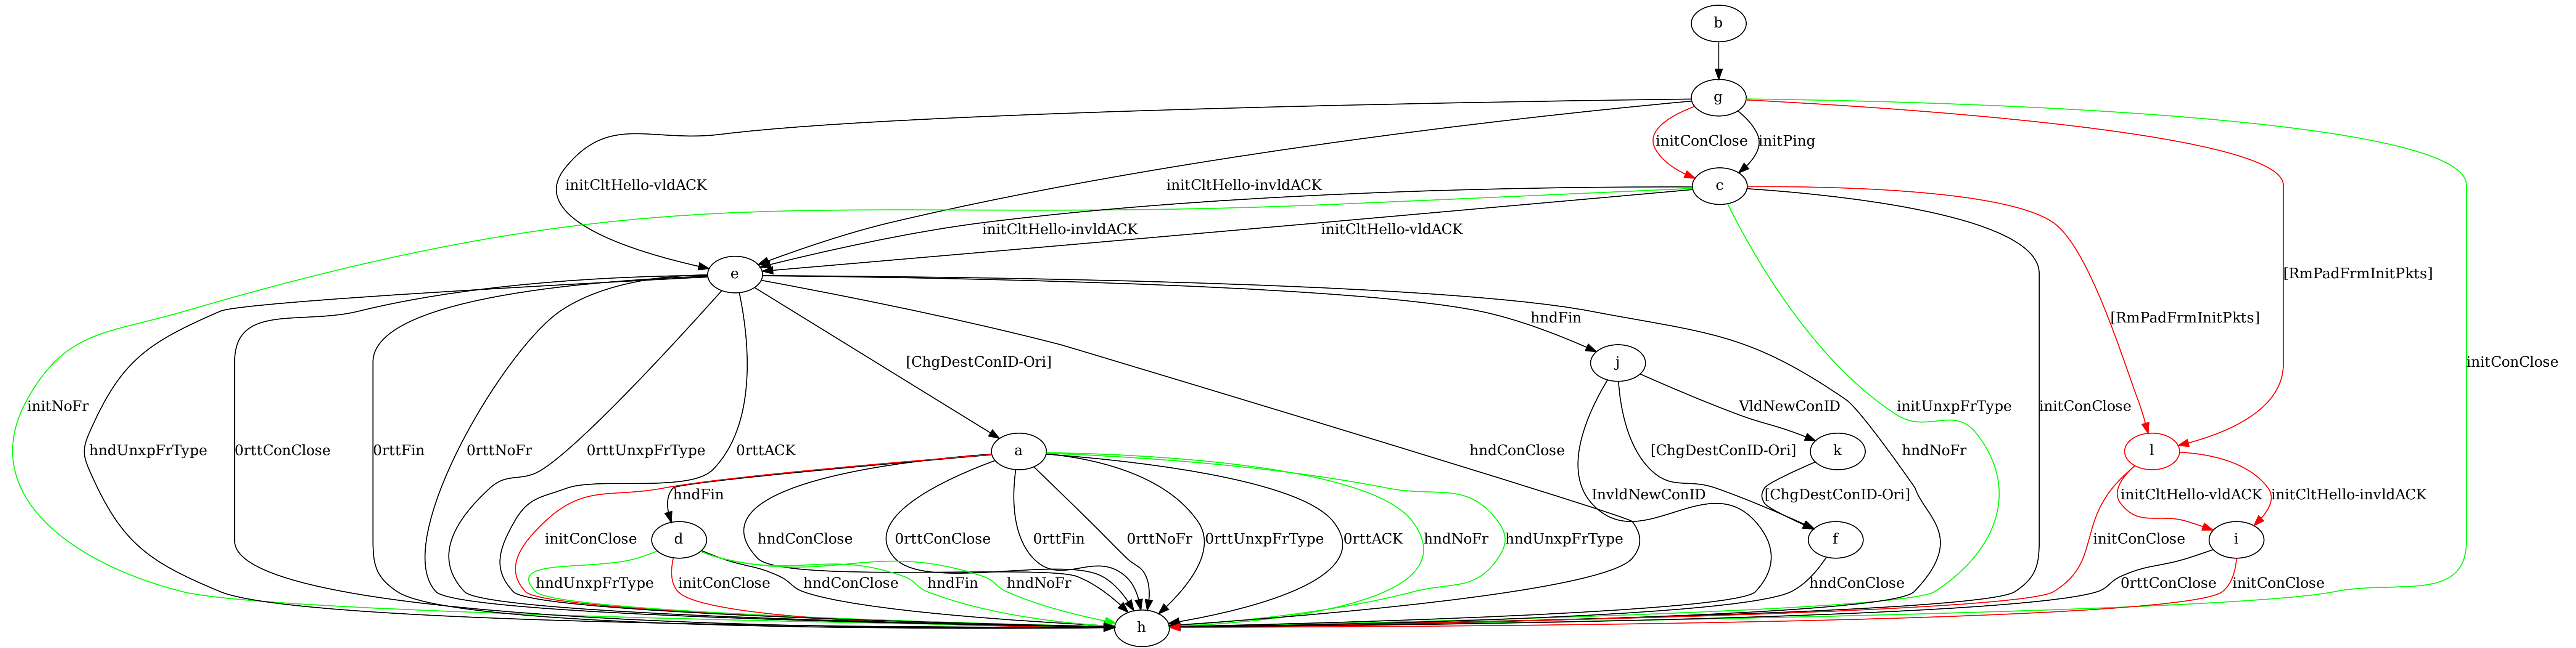 b
g
initConClose
initPing
initCltHello-vldACK
initCltHello-invldACK
c
initCltHello-invldACK
initCltHello-vldACK
e
[RmPadFrmInitPkts]
hndFin
[RmPadFrmInitPkts]
[ChgDestConID-Ori]
j
initConClose
initNoFr
VldNewConID
initUnxpFrType
initConClose
hndUnxpFrType
0rttConClose
0rttFin
0rttNoFr
0rttUnxpFrType
0rttACK
a
hndConClose
[ChgDestConID-Ori]
k
hndNoFr
l
hndFin
InvldNewConID
[ChgDestConID-Ori]
initCltHello-vldACK
initCltHello-invldACK
initConClose
d
hndConClose
0rttConClose
0rttFin
0rttNoFr
0rttUnxpFrType
0rttACK
hndNoFr
hndUnxpFrType
f
initConClose
i
hndUnxpFrType
initConClose
hndConClose
hndFin
hndNoFr
hndConClose
0rttConClose
initConClose
h